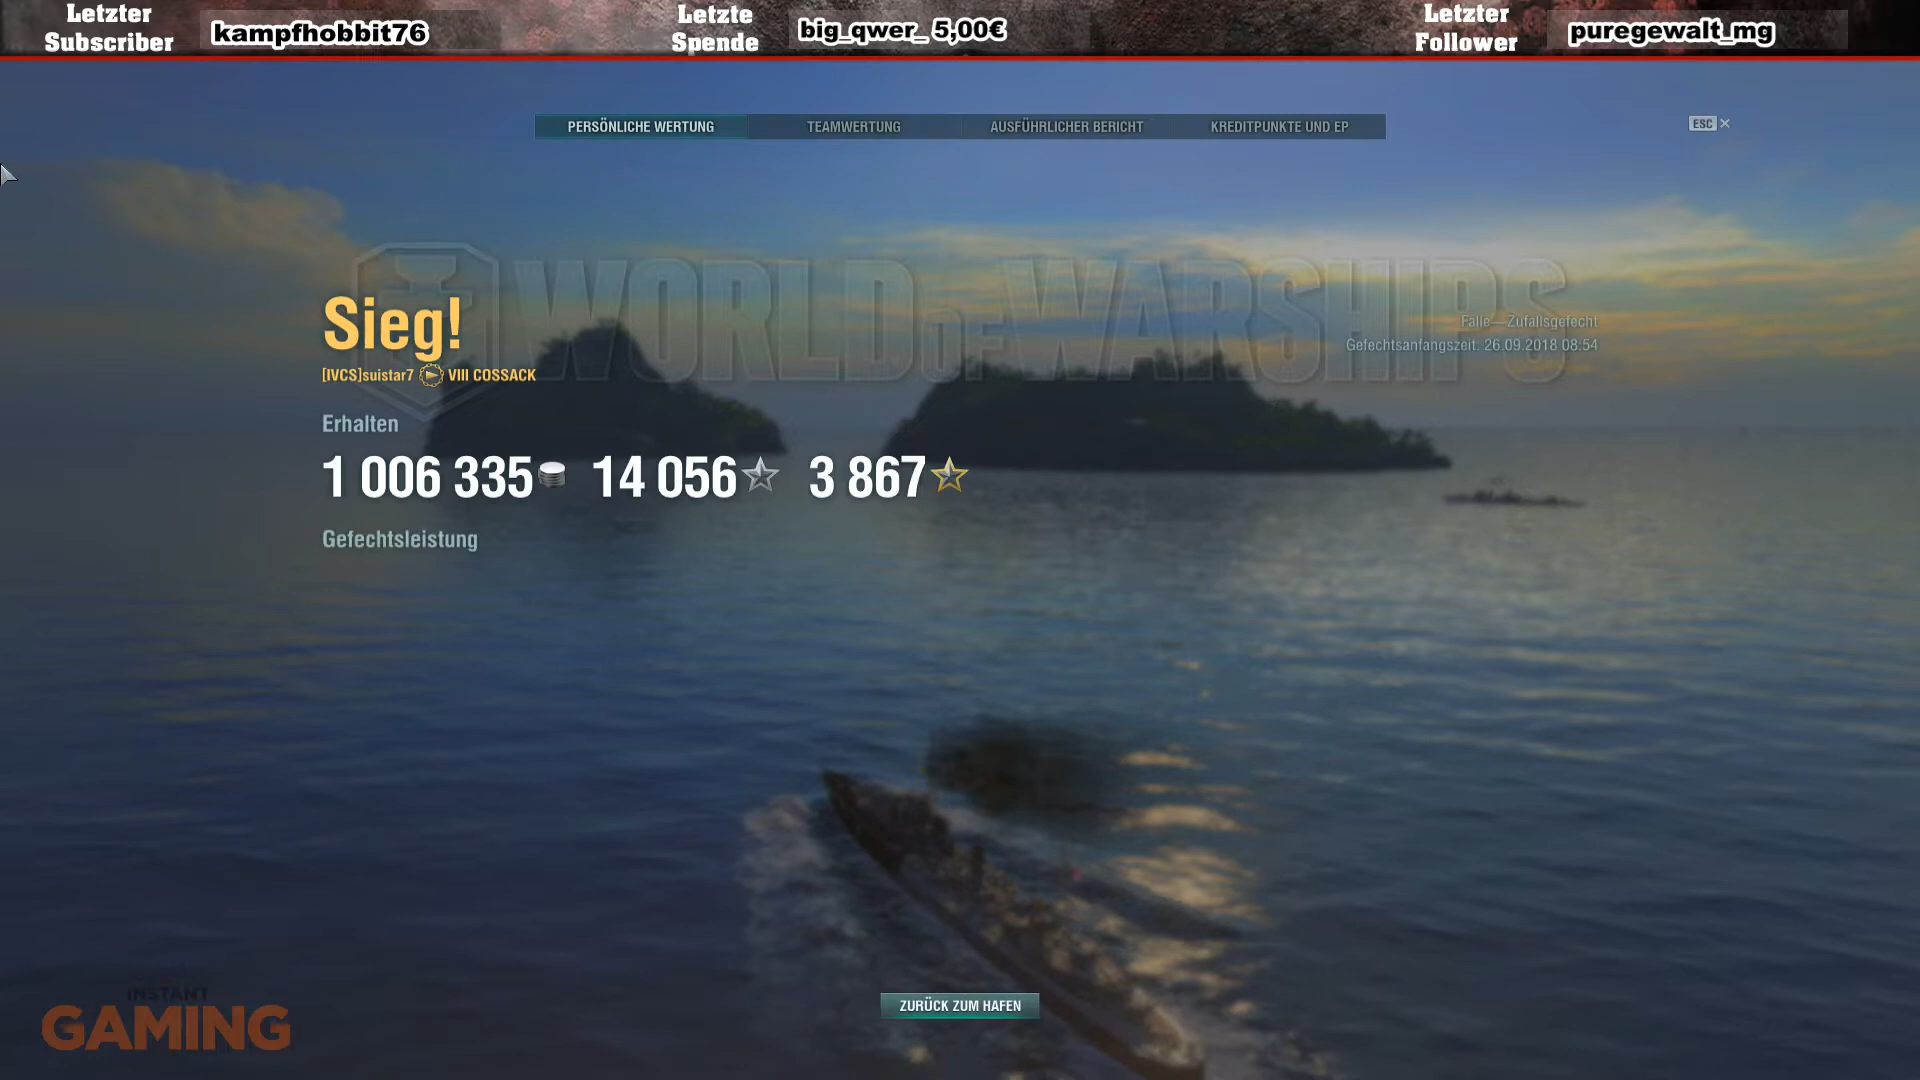 Letzter
Subscriber
kampfhobbit76
Letzte
Spende
big_qwer_ 5,00€
Letzter
Follower
puregewalt_mg
PERSÖNLICHE WERTUNG TEAMWERTUNG AUSFÜHRLICHER BERICHT KREDITPUNKTE UND EP
ESC
WORLD OF WARSHIPS
Sieg!
Falle—Zufallsgefecht
Gefechtsanfangszeit: 26.09.2018 08:54
[IVCS]suistar7 VIII COSSACK
Erhalten
1 006 335 14 056 3 867
Gefechtsleistung
ZURÜCK ZUM HAFEN
INSTANT
GAMING